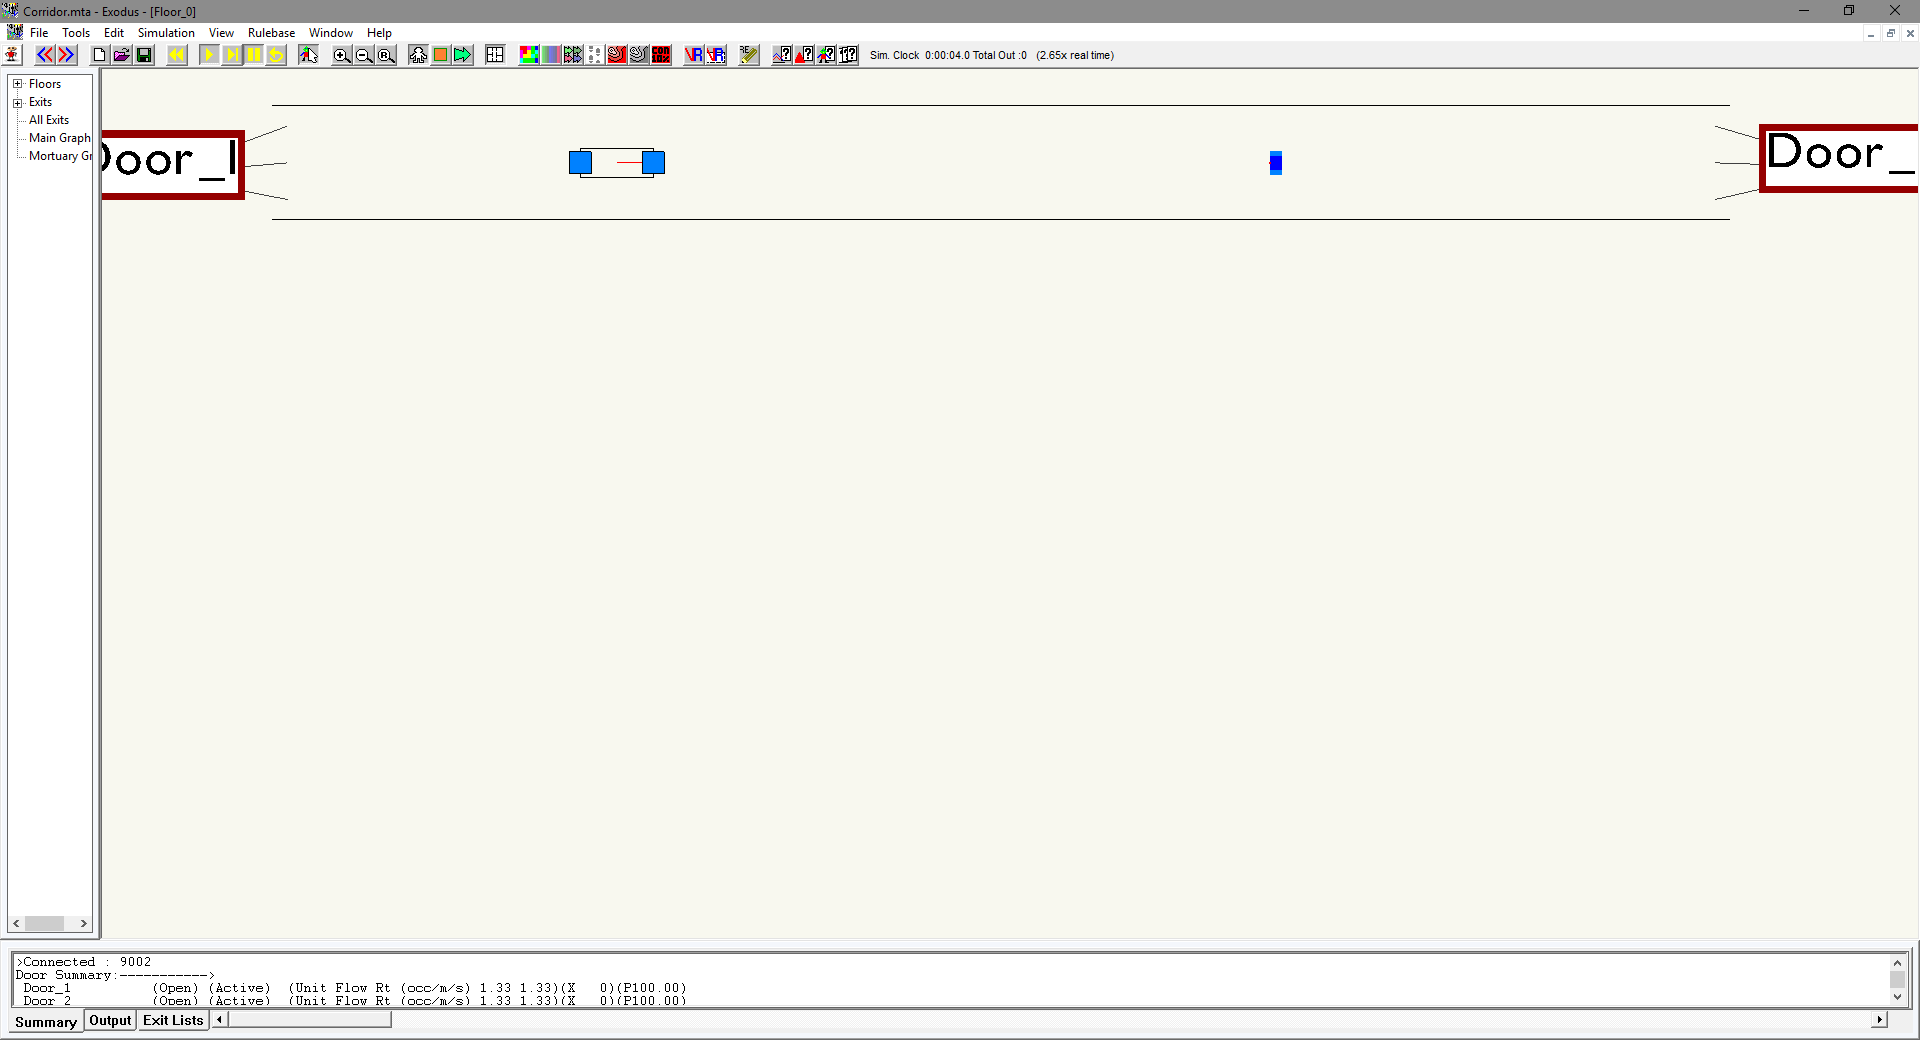 Corridor.mta - Exodus - [Floor_0]
File Tools Edit Simulation View Rulebase Window Help
Sim. Clock 0:00:04.0 Total Out :0 (2.65x real time)
Floors
Exits
All Exits
Main Graph
Mortuary Gr
Door_
Door_
>Connected : 9002
Door Summary:----------->
Door_1 (Open) (Active) (Unit Flow Rt (occ/m/s) 1.33 1.33)(X 0)(P100.00)
Door_2 (Open) (Active) (Unit Flow Rt (occ/m/s) 1.33 1.33)(X 0)(P100.00)
Summary Output Exit Lists